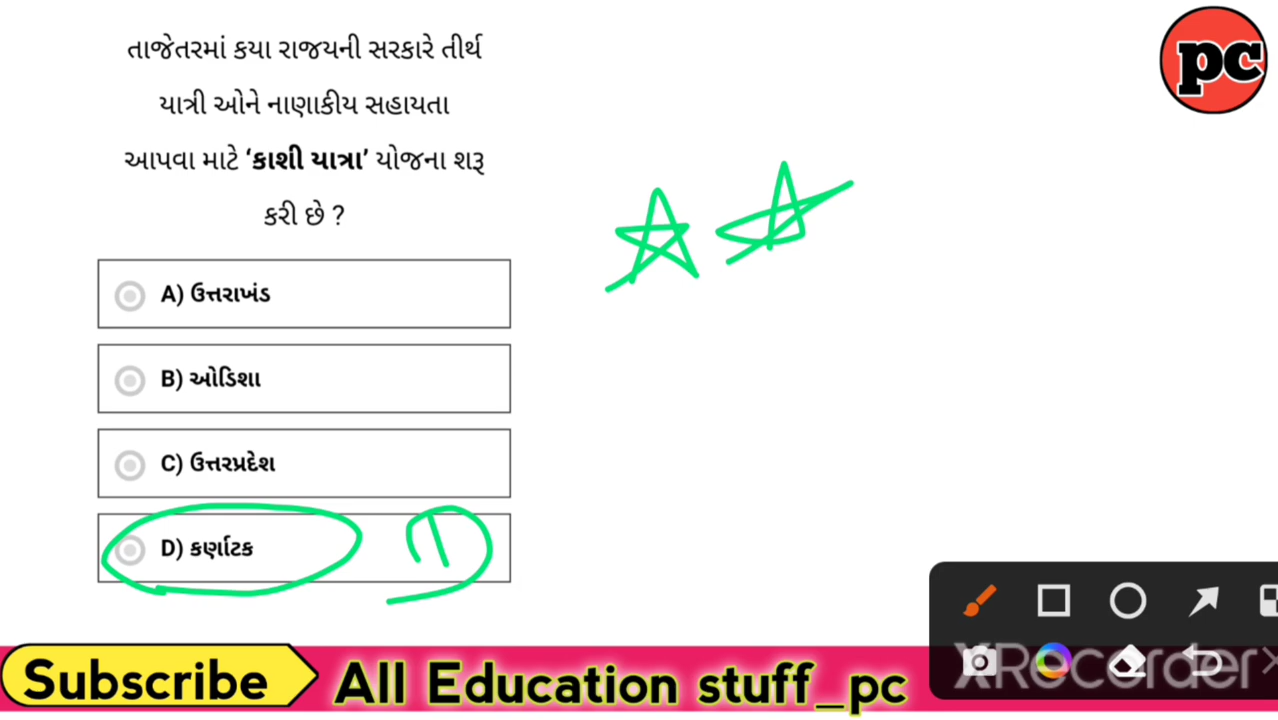 તાજેતરમાં કયા રાજયની સરકારે તીર્થ
યાત્રી ઓને નાણાકીય સહાયતા
આપવા માટે ‘કાશી યાત્રા’ યોજના શરૂ
કરી છે ?
A) ઉત્તરાખંડ
B) ઓડિશા
C) ઉત્તરપ્રદેશ
D) કર્ણાટક
pc
XRecorder
Subscribe All Education stuff_pc